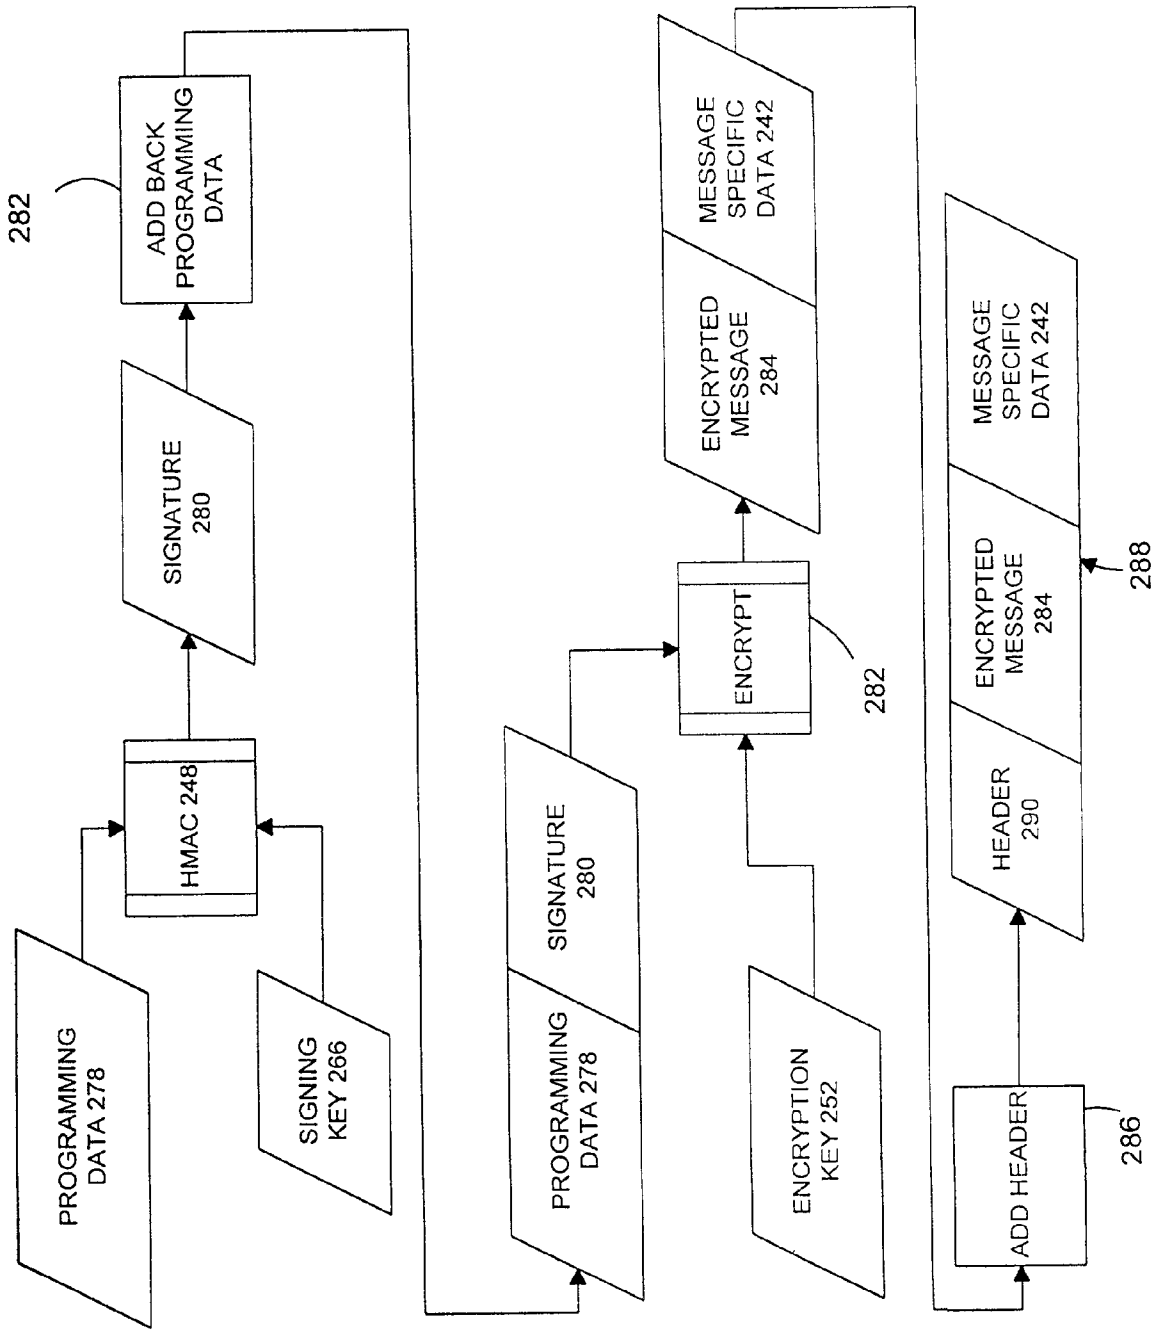 PROGRAMMING
DATA 278
SIGNING
KEY 266
HMAC 248
SIGNATURE
280
ADD BACK
PROGRAMMING
DATA
282
PROGRAMMING
DATA 278
SIGNATURE
280
ENCRYPTION
KEY 252
ENCRYPT
282
ENCRYPTED
MESSAGE
284
MESSAGE
SPECIFIC
DATA 242
ADD HEADER
286
HEADER
290
ENCRYPTED
MESSAGE
284
MESSAGE
SPECIFIC
DATA 242
288